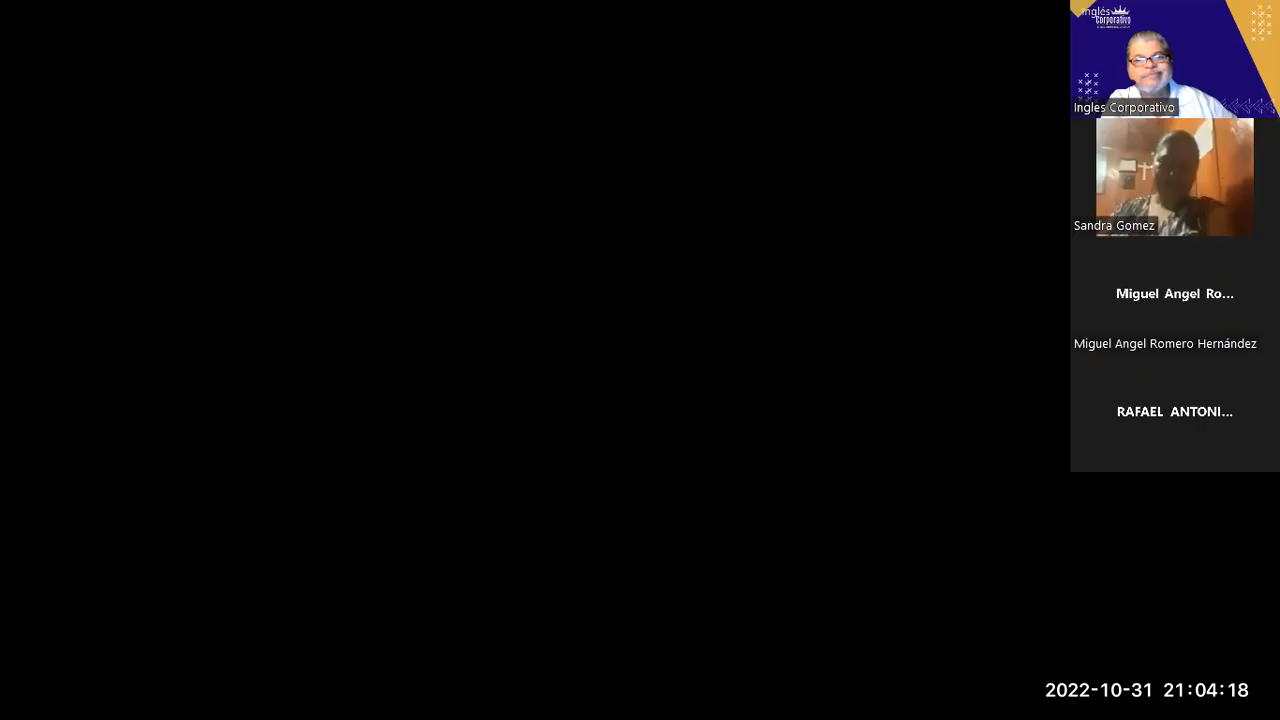 Inglés
Corporativo
Ingles Corporativo
Sandra Gomez
Miguel Angel Ro...
Miguel Angel Romero Hernández
RAFAEL ANTONI...
2022-10-31 21:04:18